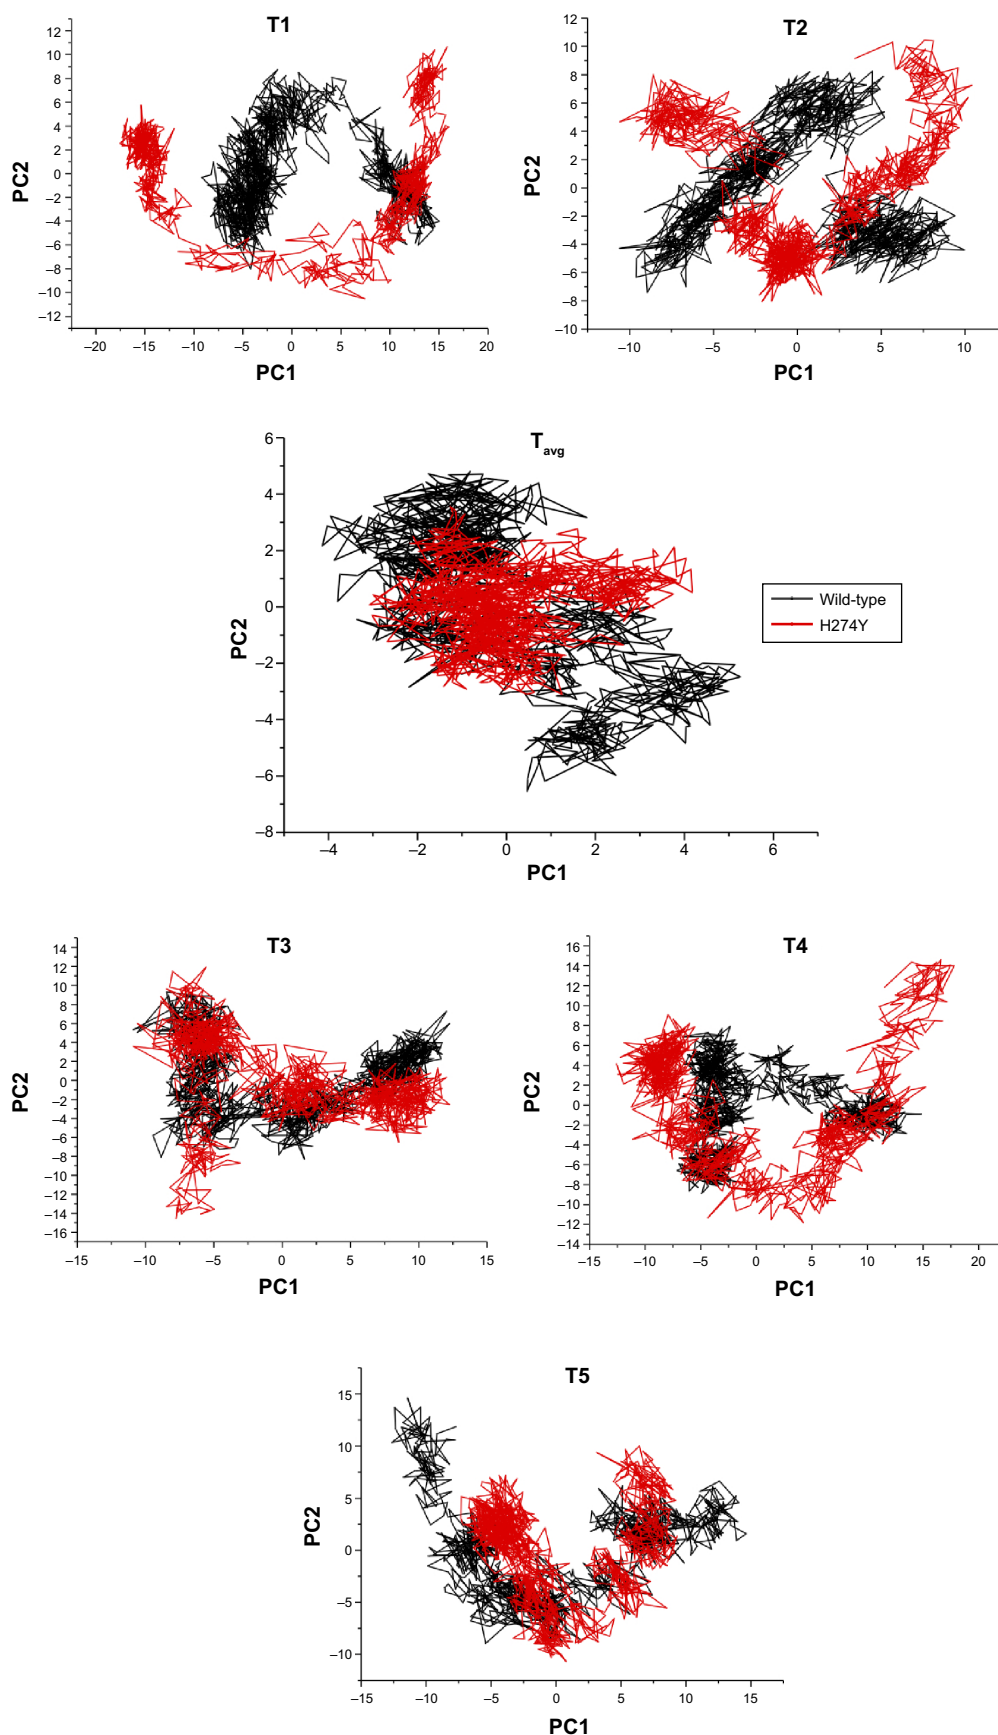 T1
12
10
8
6
4
2
0
–2
–4
–6
–8
–10
–12
PC2
–20 –15 –10 –5 0 5 10 15 20
PC1
T2
12
10
8
6
4
2
0
–2
–4
–6
–8
–10
PC2
–10 –5 0 5 10
PC1
Tavg
6
4
2
0
–2
–4
–6
–8
PC2
–4 –2 0 2 4 6
PC1
Wild-type
H274Y
T3
14
12
10
8
6
4
2
0
–2
–4
–6
–8
–10
–12
–14
–16
PC2
–15 –10 –5 0 5 10 15
PC1
T4
16
14
12
10
8
6
4
2
0
–2
–4
–6
–8
–10
–12
–14
PC2
–15 –10 –5 0 5 10 15 20
PC1
T5
15
10
5
0
–5
–10
PC2
–15 –10 –5 0 5 10 15
PC1